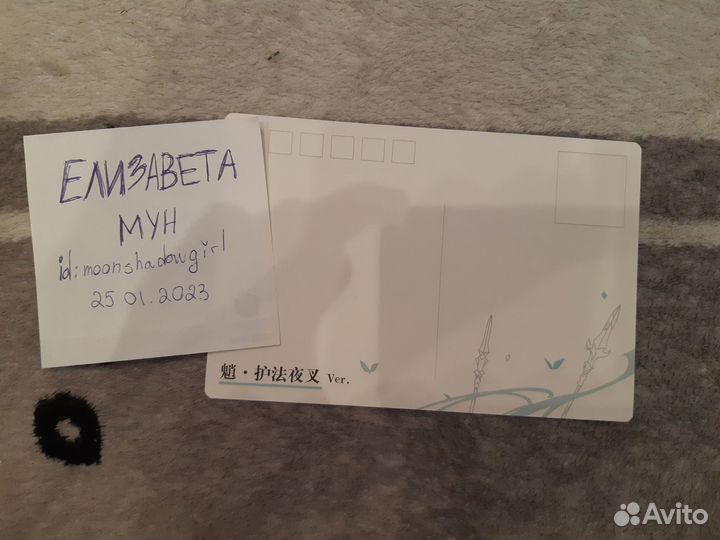 ЕЛИЗАВЕТА
МУН
id:moonshadowgirl
25 01.2023
魈·护法夜叉 Ver.
Avito